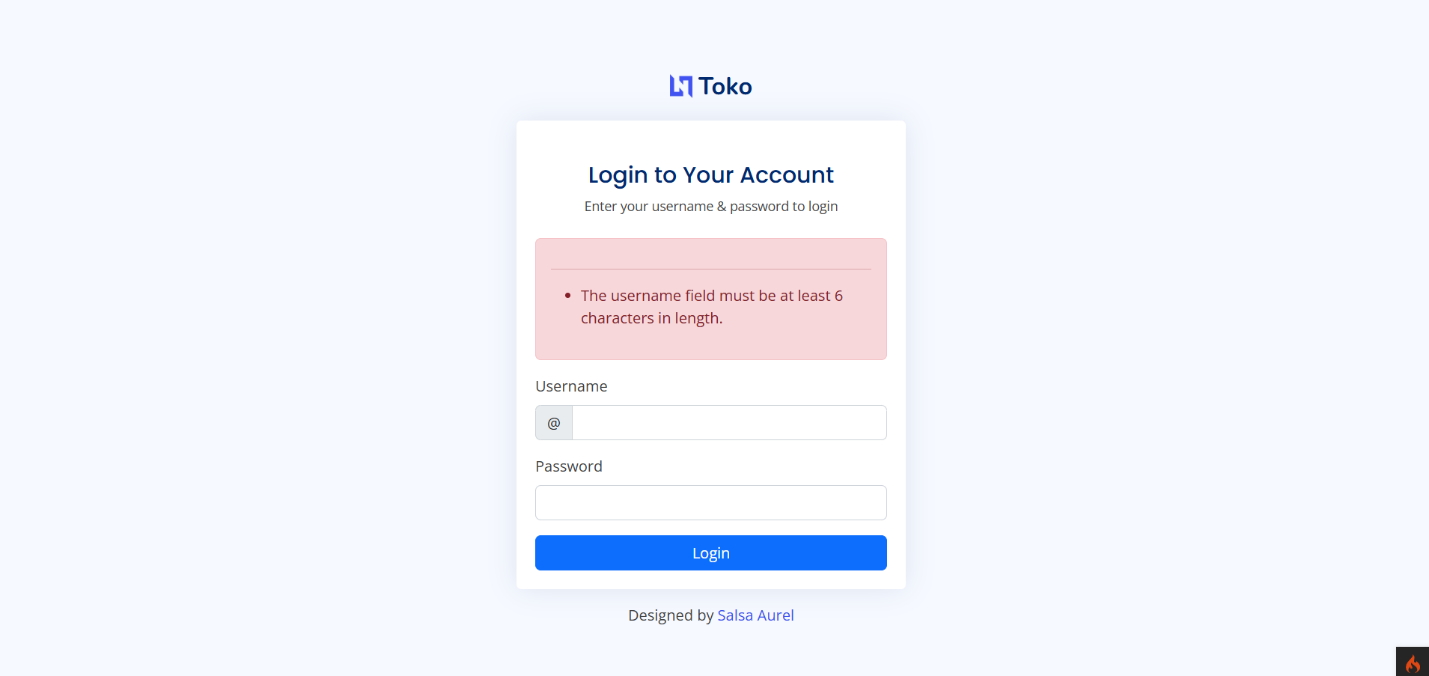 Toko
Login to Your Account
Enter your username & password to login
The username field must be at least 6
characters in length.
Username
@
Password
Login
Designed by Salsa Aurel